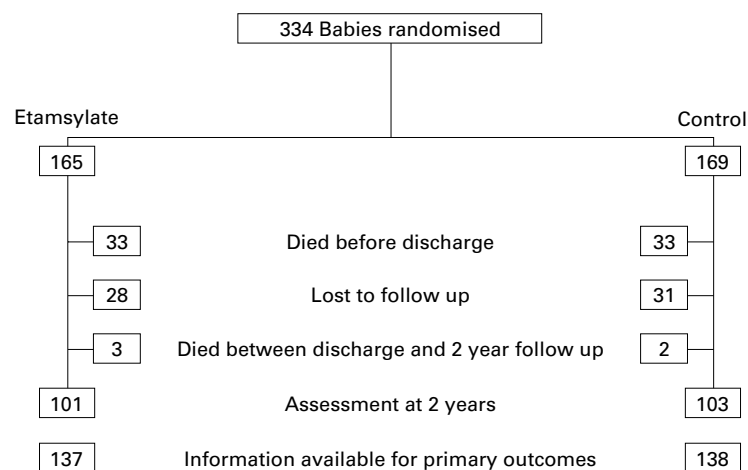 334 Babies randomised
Etamsylate Control
165 169
33 Died before discharge 33
28 Lost to follow up 31
3 Died between discharge and 2 year follow up 2
101 Assessment at 2 years 103
137 Information available for primary outcomes 138